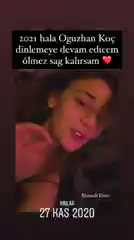 2021 hala Oguzhan Koç
dinlemeye devam edicem
ölmez sag kalırsam ❤️
27 KAS 2020